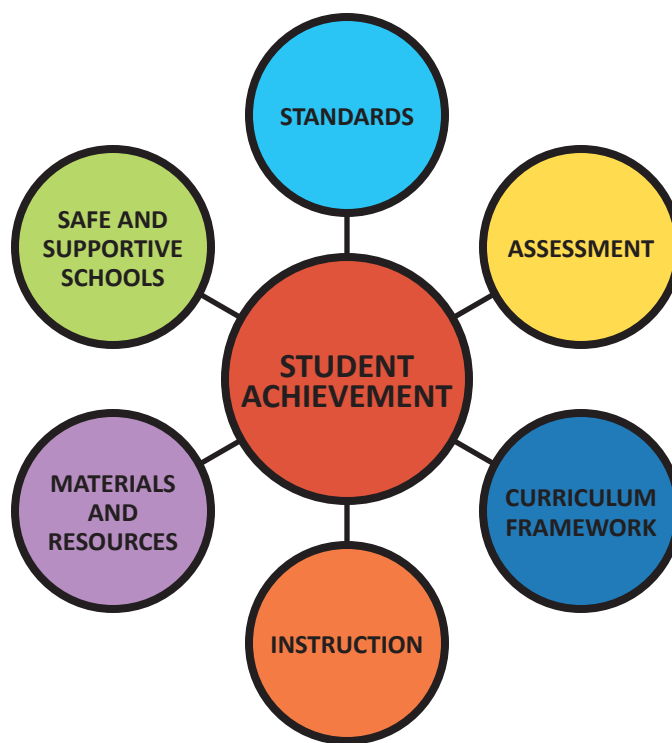 STANDARDS
ASSESSMENT
CURRICULUM
FRAMEWORK
INSTRUCTION
MATERIALS
AND
RESOURCES
SAFE AND
SUPPORTIVE
SCHOOLS
STUDENT
ACHIEVEMENT